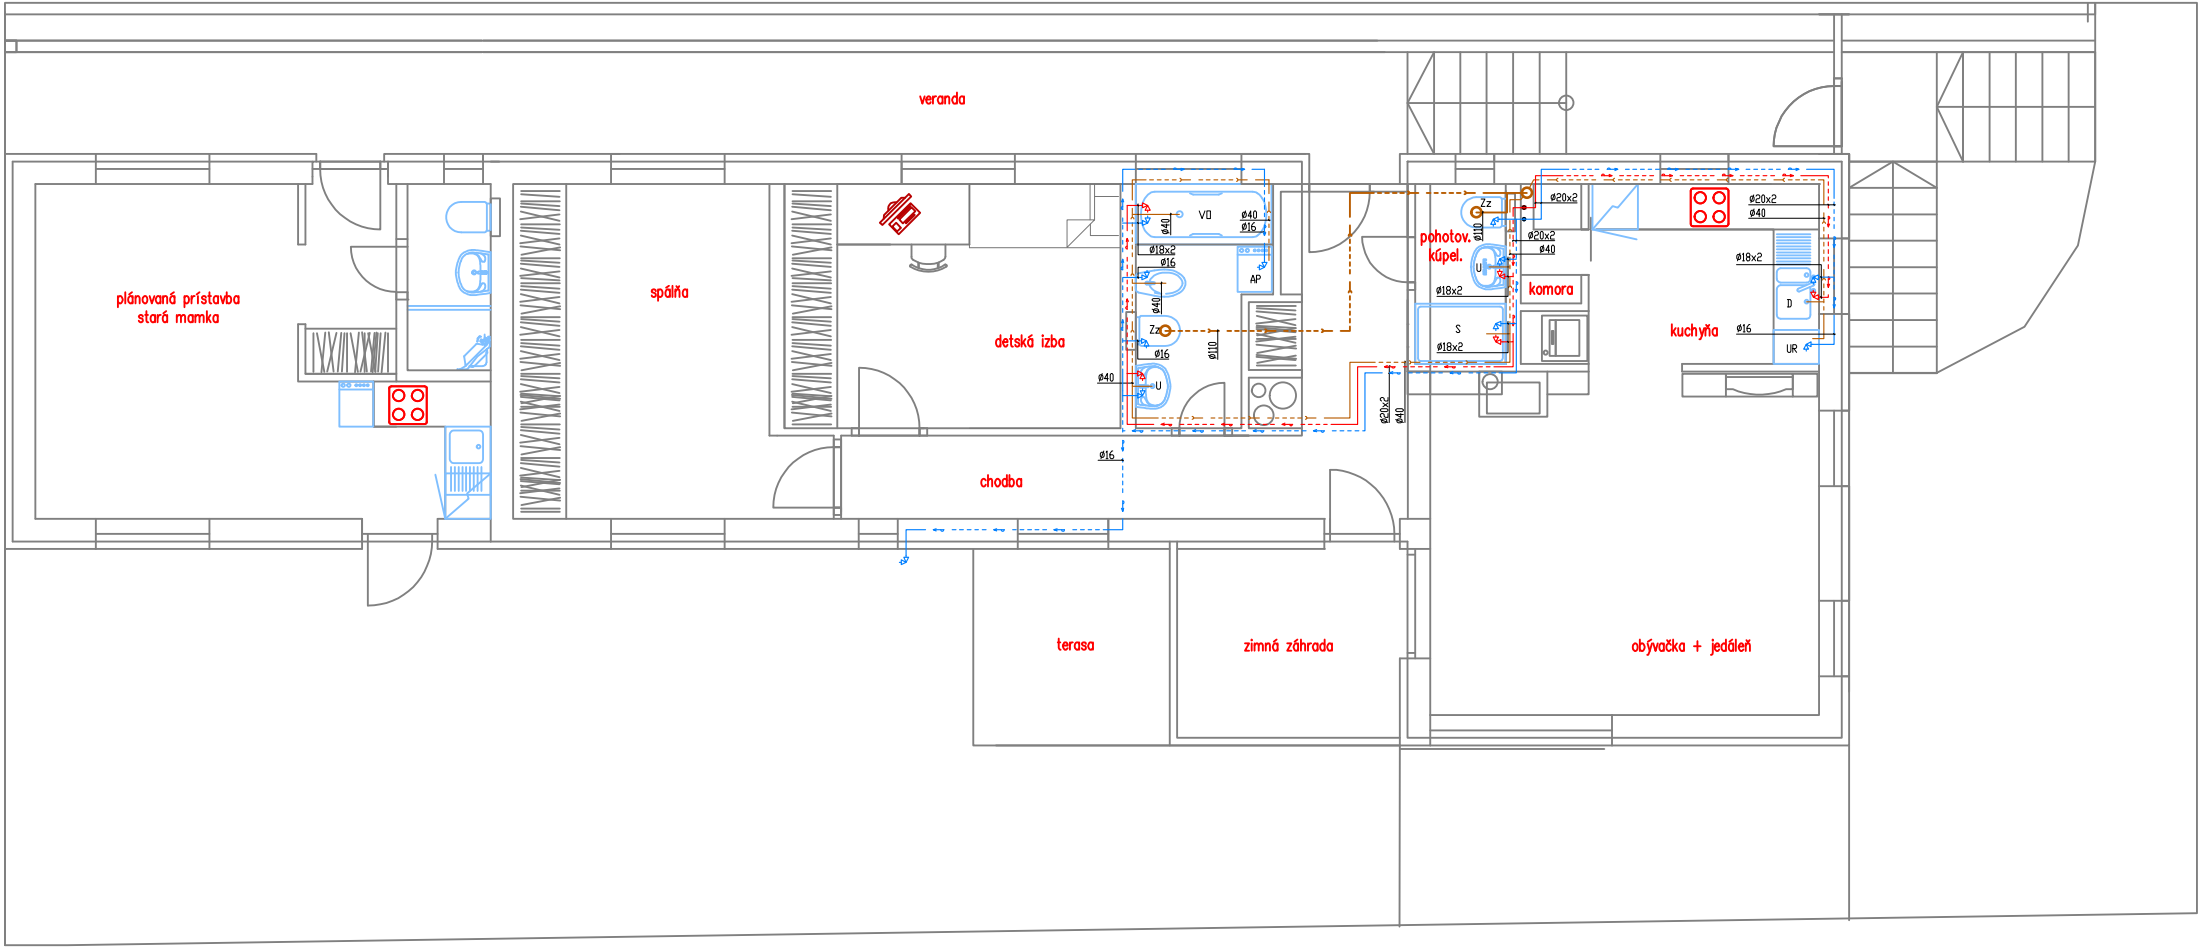 veranda
plánovaná prístavba
stará mamka
spálňa
detská izba
chodba
terasa
zimná záhrada
obývačka + jedáleň
kuchyňa
komora
pohotov.
kúpel.
VO
Ø40
Ø40
Ø16
Ø18x2
Ø16
AP
Ø40
Zz
Ø110
Ø16
Ø40
U
Ø16
Ø20x2
Ø40
Zz
Ø110
Ø20x2
Ø20x2
Ø40
U
Ø18x2
S
Ø18x2
Ø20x2
Ø40
Ø18x2
D
Ø16
UR